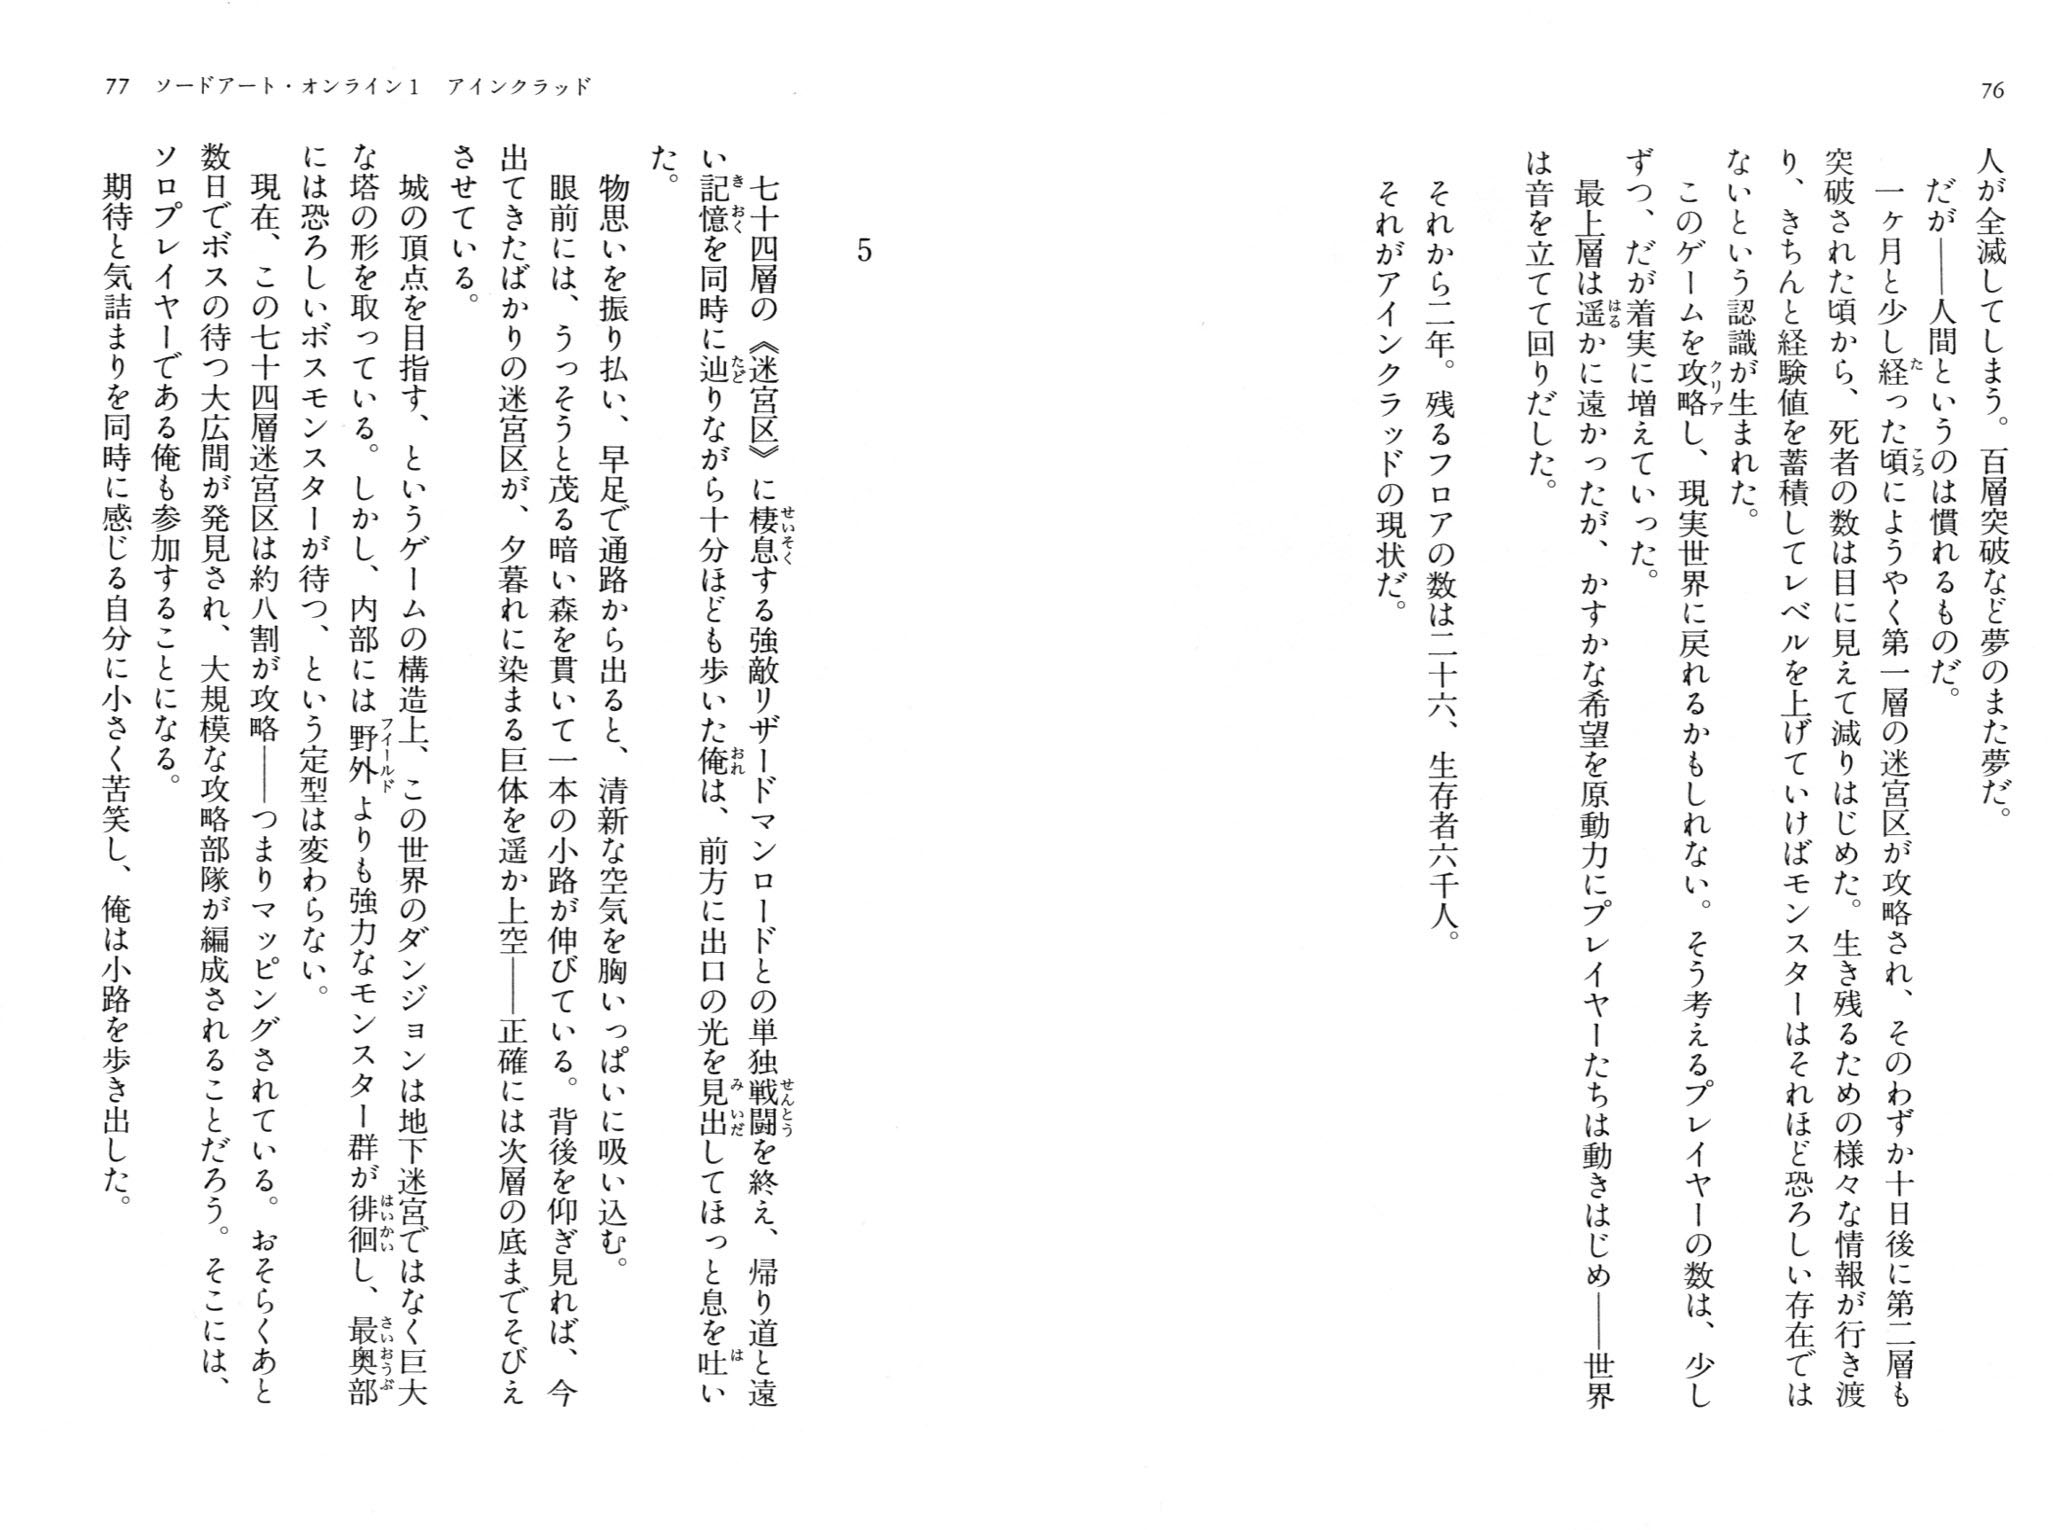 76
人が全滅してしまう。百層突破など夢のまた夢だ。
だが――人間というのは慣れるものだ。
一ヶ月と少し経った頃にようやく第一層の迷宮区が攻略され、そのわずか十日後に第二層も
突破された頃から、死者の数は目に見えて減りはじめた。生き残るための様々な情報が行き渡
り、きちんと経験値を蓄積してレベルを上げていけばモンスターはそれほど恐ろしい存在では
ないという認識が生まれた。
このゲームを攻略し、現実世界に戻れるかもしれない。そう考えるプレイヤーの数は、少し
ずつ、だが着実に増えていった。
最上層は遥かに遠かったが、かすかな希望を原動力にプレイヤーたちは動きはじめ――世界
は音を立てて回りだした。
それから二年。残るフロアの数は二十六、生存者六千人。
それがアインクラッドの現状だ。
77 ソードアート・オンライン1 アインクラッド
5
七十四層の《迷宮区》に棲息する強敵リザードマンロードとの単独戦闘を終え、帰り道と遠
い記憶を同時に辿りながら十分ほども歩いた俺は、前方に出口の光を見出してほっと息を吐い
た。
物思いを振り払い、早足で通路から出ると、清新な空気を胸いっぱいに吸い込む。
眼前には、うっそうと茂る暗い森を貫いて一本の小路が伸びている。背後を仰ぎ見れば、今
出てきたばかりの迷宮区が、夕暮れに染まる巨体を遥か上空――正確には次層の底までそびえ
させている。
城の頂点を目指す、というゲームの構造上、この世界のダンジョンは地下迷宮ではなく巨大
な塔の形を取っている。しかし、内部には野外よりも強力なモンスター群が徘徊し、最奥部
には恐ろしいボスモンスターが待つ、という定型は変わらない。
現在、この七十四層迷宮区は約八割が攻略――つまりマッピングされている。おそらくあと
数日でボスの待つ大広間が発見され、大規模な攻略部隊が編成されることだろう。そこには、
ソロプレイヤーである俺も参加することになる。
期待と気詰まりを同時に感じる自分に小さく苦笑し、俺は小路を歩き出した。